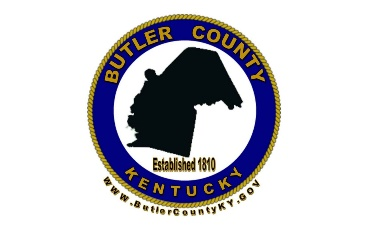 BUTLER COUNTY
Established 1810
KENTUCKY
www.ButlerCountyKY.GOV